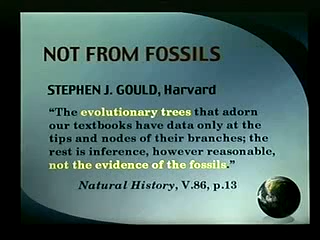 NOT FROM FOSSILS
STEPHEN J. GOULD, Harvard
"The evolutionary trees that adorn
our textbooks have data only at the
tips and nodes of their branches; the
rest is inference, however reasonable,
not the evidence of the fossils."
Natural History, V.86, p.13